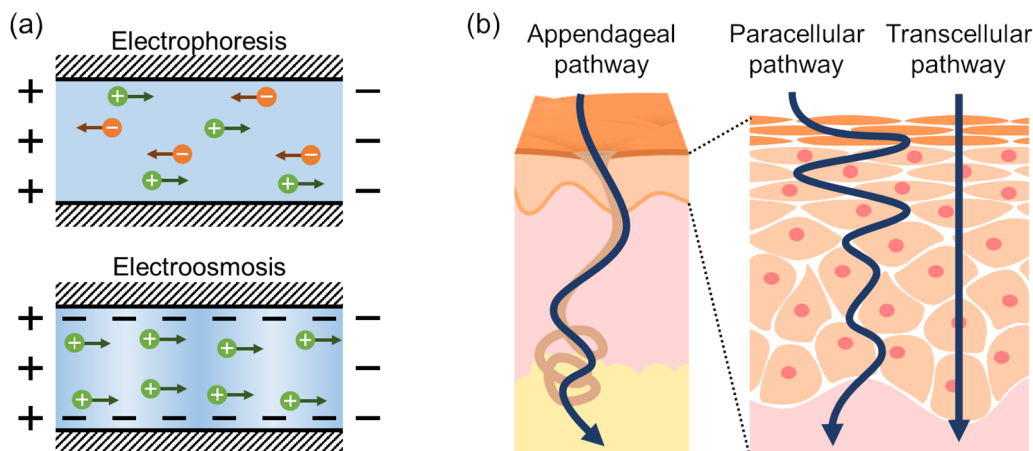 (a)
Electrophoresis
+ + −
+ − −
− +
+ − −
+ + −
Electroosmosis
+ −
+ + + +
+ −
+ + + +
+ −
(b)
Appendageal
pathway
Paracellular
pathway
Transcellular
pathway